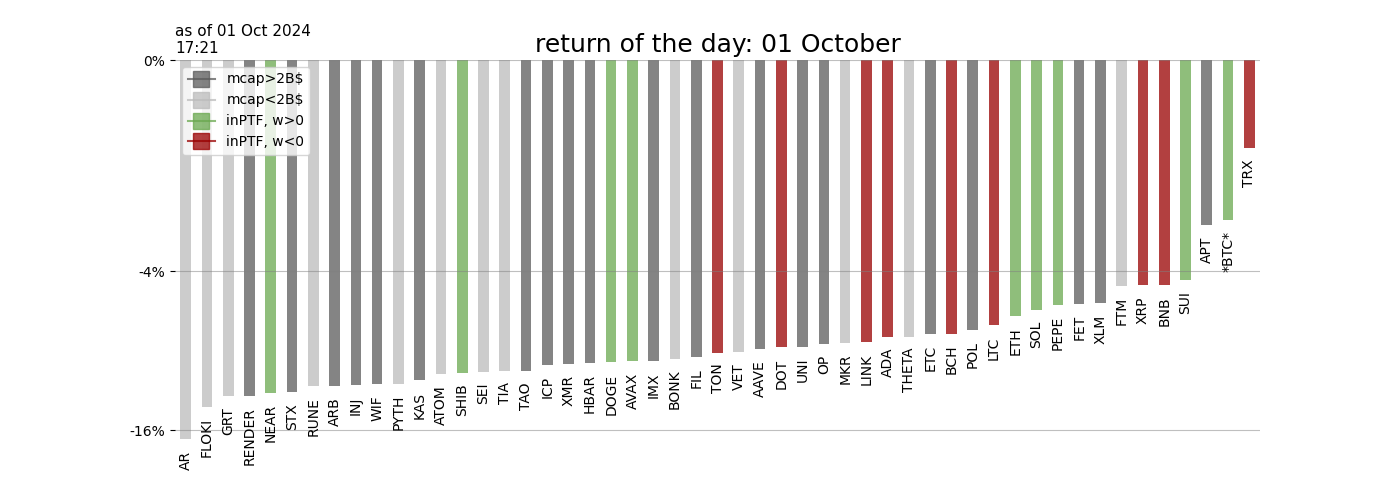 as of 01 Oct 2024
17:21
return of the day: 01 October
0%
-4%
-16%
mcap>2B$
mcap<2B$
inPTF, w>0
inPTF, w<0
AR
FLOKI
GRT
RENDER
NEAR
STX
RUNE
ARB
INJ
WIF
PYTH
KAS
ATOM
SHIB
SEI
TIA
TAO
ICP
XMR
HBAR
DOGE
AVAX
IMX
BONK
FIL
TON
VET
AAVE
DOT
UNI
OP
MKR
LINK
ADA
THETA
ETC
BCH
POL
LTC
ETH
SOL
PEPE
FET
XLM
FTM
XRP
BNB
SUI
APT
*BTC*
TRX